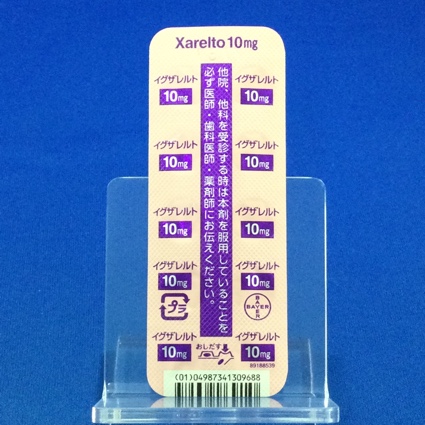 Xarelto 10mg
イグザレルト イグザレルト
10mg 10mg
イグザレルト イグザレルト
10mg 10mg
イグザレルト イグザレルト
10mg 10mg
イグザレルト イグザレルト
10mg 10mg
イグザレルト イグザレルト
10mg 10mg
他院、他科を受診する時は本剤を服用していることを
必ず医師・歯科医師・薬剤師にお伝えください。
プラ
BAYER
BAYER
おしだす
89188539
(01)04987341309688